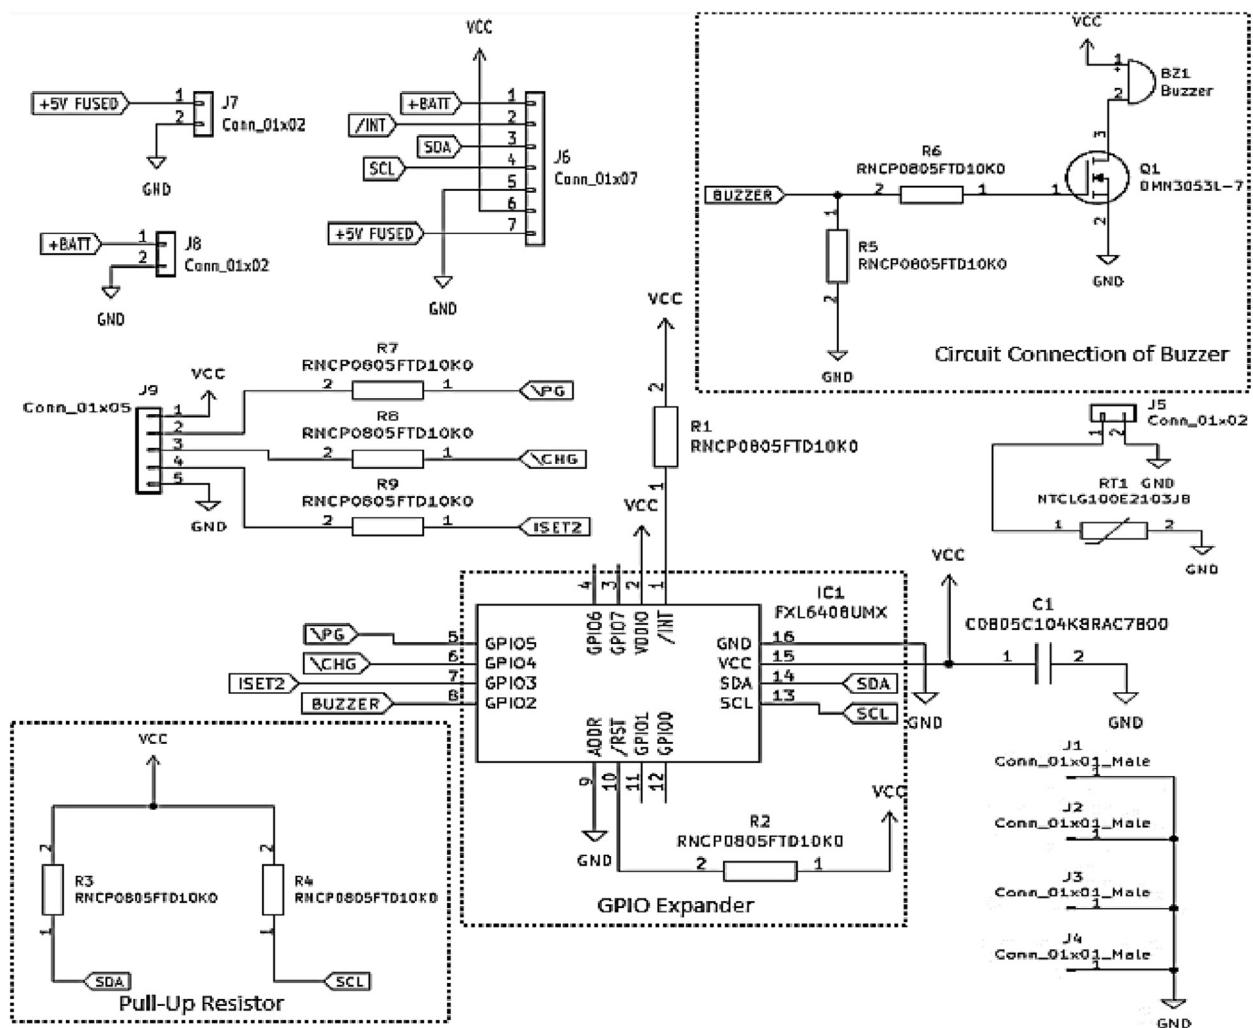 VCC
+5V FUSED
1
2
J7
Conn_01x02
GND
+BATT
/INT
SDA
SCL
+5V FUSED
1
2
3
4
5
6
7
J6
Conn_01x07
GND
+BATT
1
2
J8
Conn_01x02
GND
VCC
1
+
2
BZ1
Buzzer
3
Q1
DMN3053L-7
1
2
GND
BUZZER
R6
RNCP0805FTD10K0
2
1
1
R5
RNCP0805FTD10K0
2
GND
Circuit Connection of Buzzer
J9
Conn_01x05
VCC
1
2
3
4
5
GND
R7
RNCP0805FTD10K0
2
1
\PG
R8
RNCP0805FTD10K0
2
1
\CHG
R9
RNCP0805FTD10K0
2
1
ISET2
VCC
2
R1
RNCP0805FTD10K0
1
VCC
J5
Conn_01x02
1
2
GND
RT1
NTCLG100E2103JB
1
2
GND
IC1
FXL6408UMX
4
3
2
1
GPIO6
GPIO7
VDDIO
/INT
\PG
5
GPIO5
\CHG
6
GPIO4
ISET2
7
GPIO3
BUZZER
8
GPIO2
GND
16
VCC
15
SDA
14
SDA
SCL
13
SCL
GND
ADDR
/RST
GPIO1
GPIO0
9
10
11
12
GND
R2
RNCP0805FTD10K0
2
1
VCC
GPIO Expander
VCC
C1
C0805C104K8RAC7800
1
2
GND
VCC
2
R3
RNCP0805FTD10K0
1
SDA
2
R4
RNCP0805FTD10K0
1
SCL
Pull-Up Resistor
J1
Conn_01x01_Male
1
J2
Conn_01x01_Male
1
J3
Conn_01x01_Male
1
J4
Conn_01x01_Male
1
GND